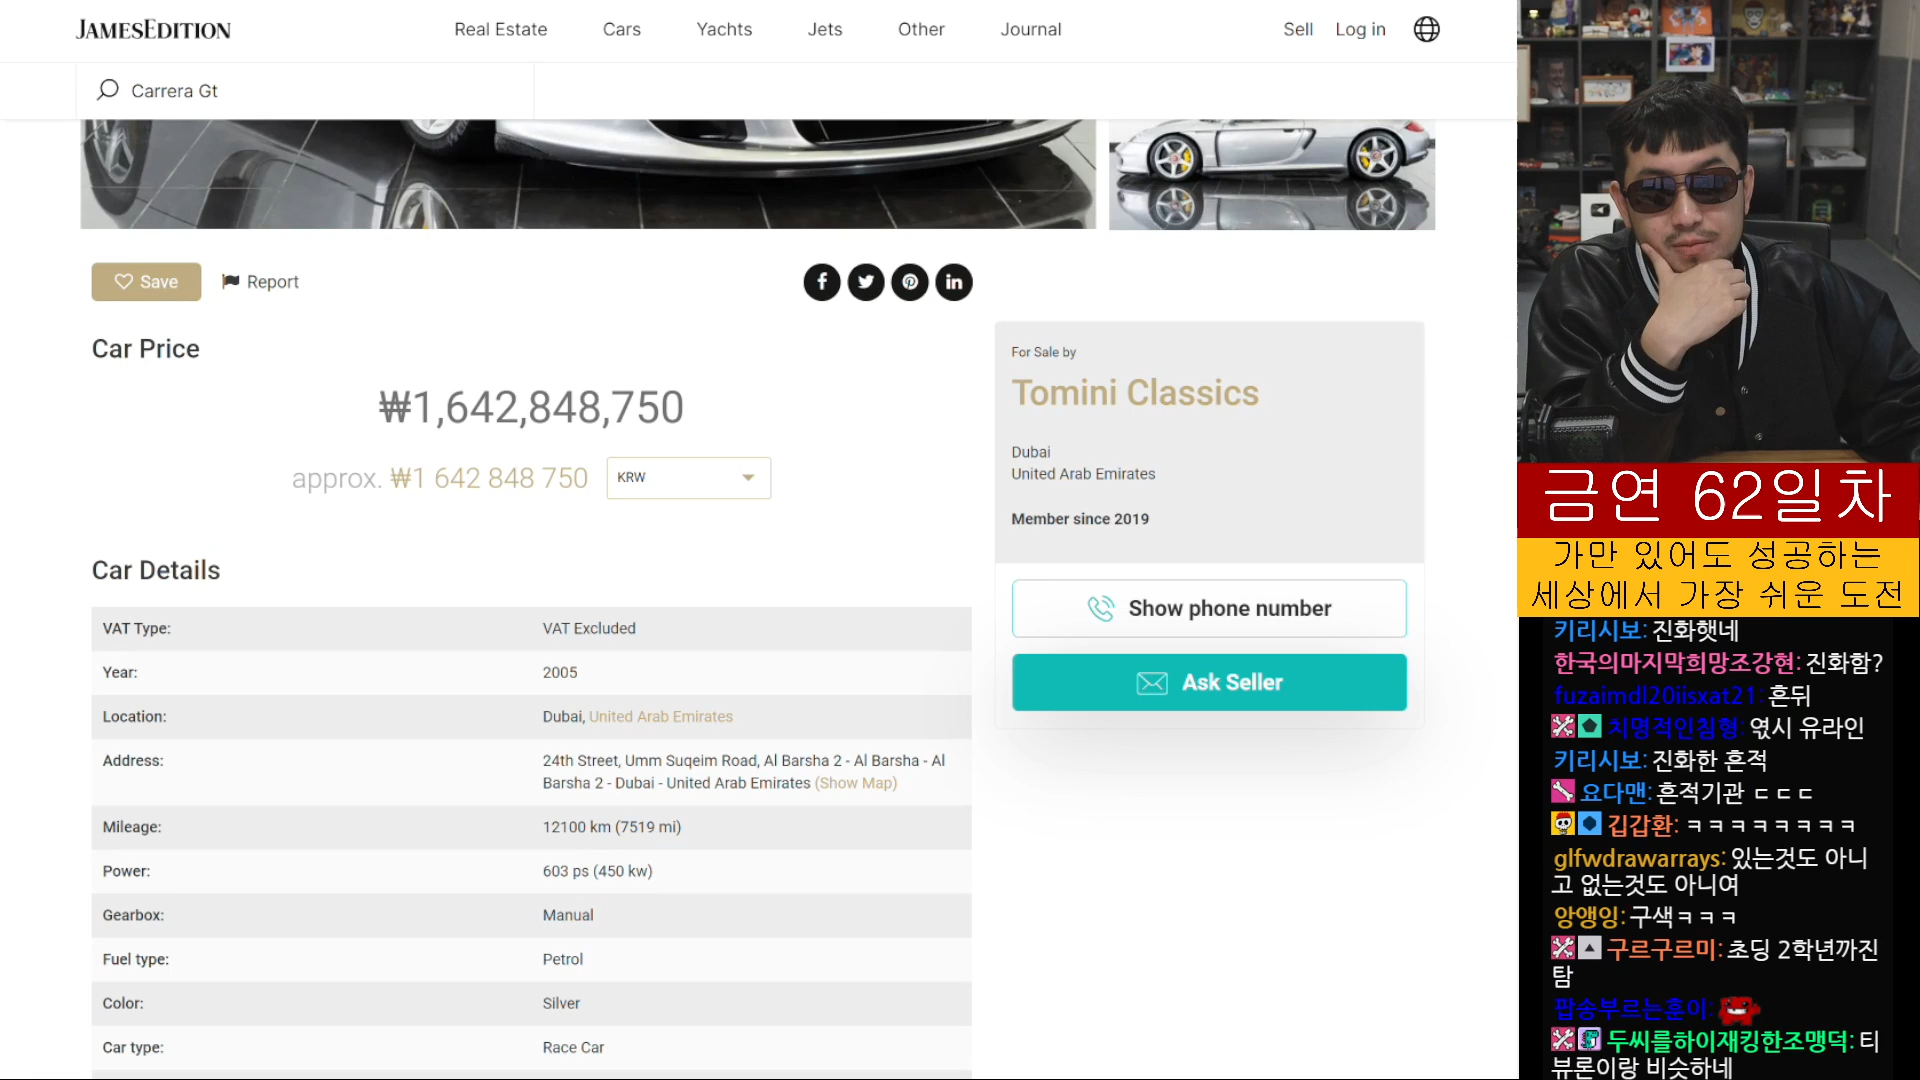 JAMESEDITION
Real Estate
Cars
Yachts
Jets
Other
Journal
Sell
Log in
Carrera Gt
Save
Report
Car Price
₩1,642,848,750
approx. ₩1 642 848 750
KRW
For Sale by
Tomini Classics
Dubai
United Arab Emirates
Member since 2019
Show phone number
Ask Seller
Car Details
VAT Type: VAT Excluded
Year: 2005
Location: Dubai, United Arab Emirates
Address: 24th Street, Umm Suqeim Road, Al Barsha 2 - Al Barsha - Al
Barsha 2 - Dubai - United Arab Emirates (Show Map)
Mileage: 12100 km (7519 mi)
Power: 603 ps (450 kw)
Gearbox: Manual
Fuel type: Petrol
Color: Silver
Car type: Race Car
금연 62일차
가만 있어도 성공하는
세상에서 가장 쉬운 도전
키리시보: 진화햇네
한국의마지막희망조강현: 진화함?
fuzaimdl20iisxat21: 흔뒤
치명적인침형: 엯시 유라인
키리시보: 진화한 흔적
요다맨: 흔적기관 ㄷㄷㄷ
김갑환: ㅋㅋㅋㅋㅋㅋㅋㅋ
glfwdrawarrays: 있는것도 아니
고 없는것도 아니여
앙앵잉: 구색ㅋㅋㅋ
구르구르미: 초딩 2학년까진
탐
팝송부르는훈이:
두씨를하이재킹한조맹덕: 티
뷰론이랑 비슷하네